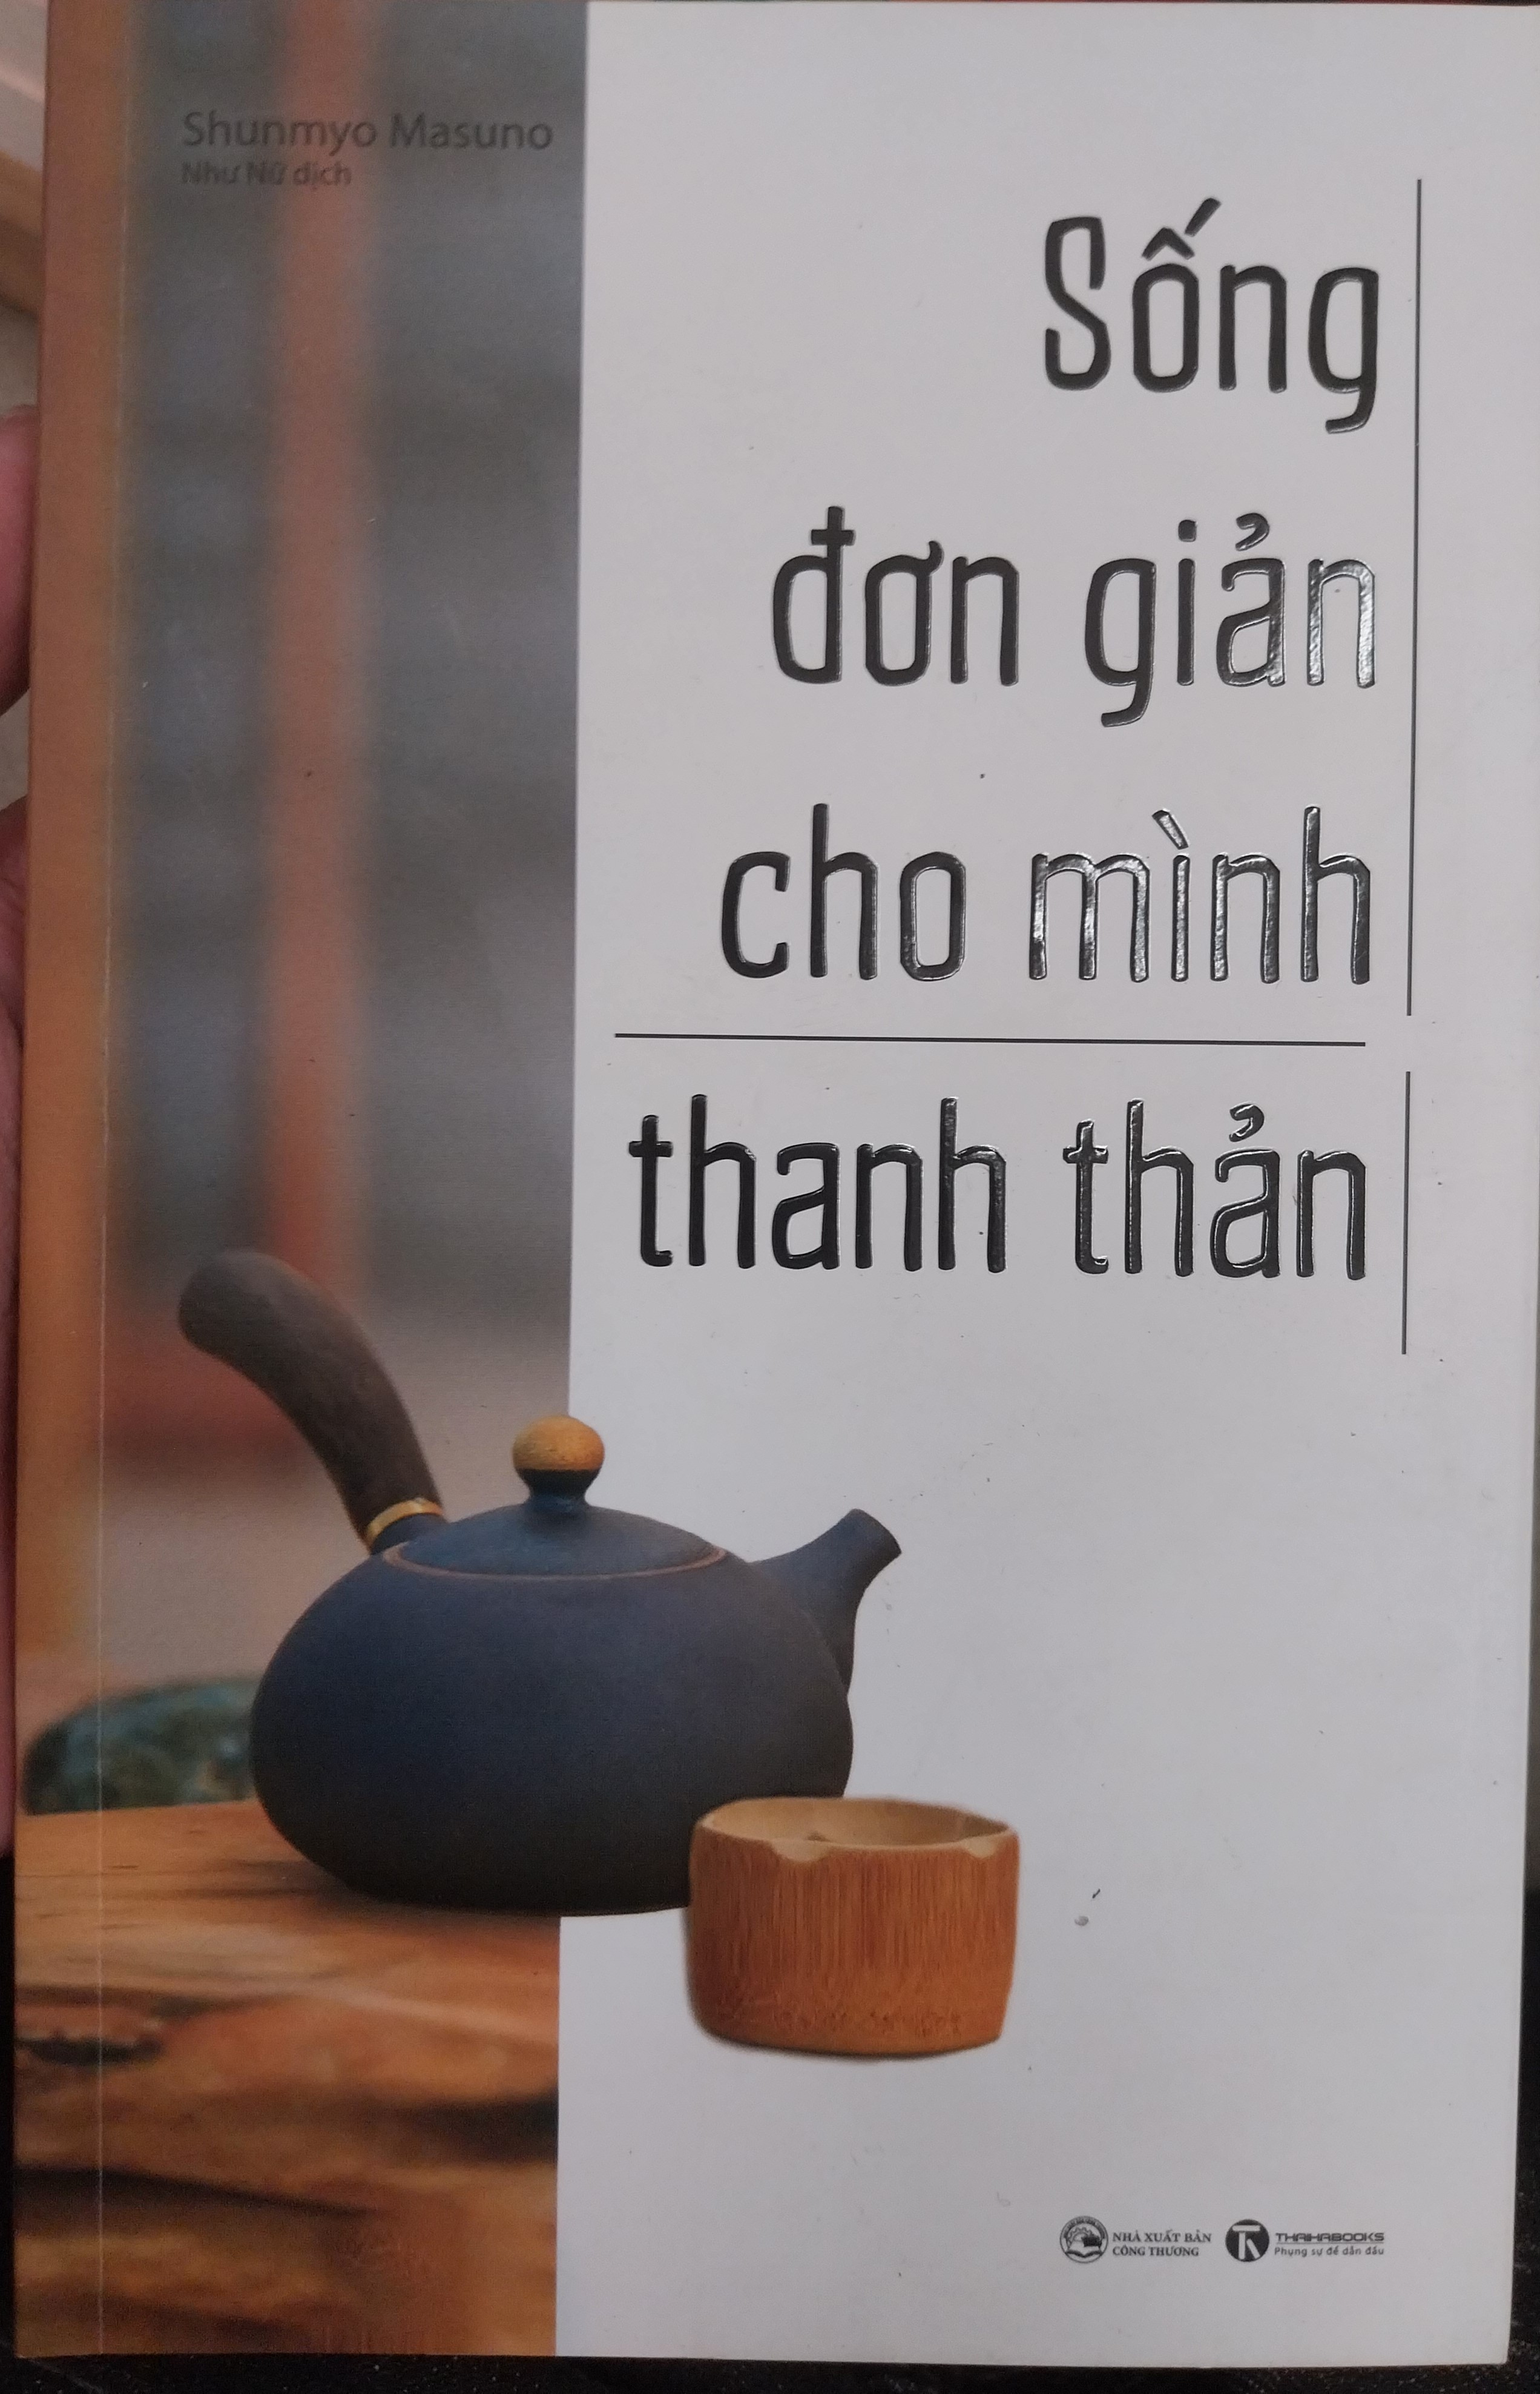 Shunmyo Masuno
Như Nữ dịch
Sống
đơn giản
cho mình
thanh thản
NHÀ XUẤT BẢN
CÔNG THƯƠNG
THAIHABOOKS
Phụng sự để dẫn đầu